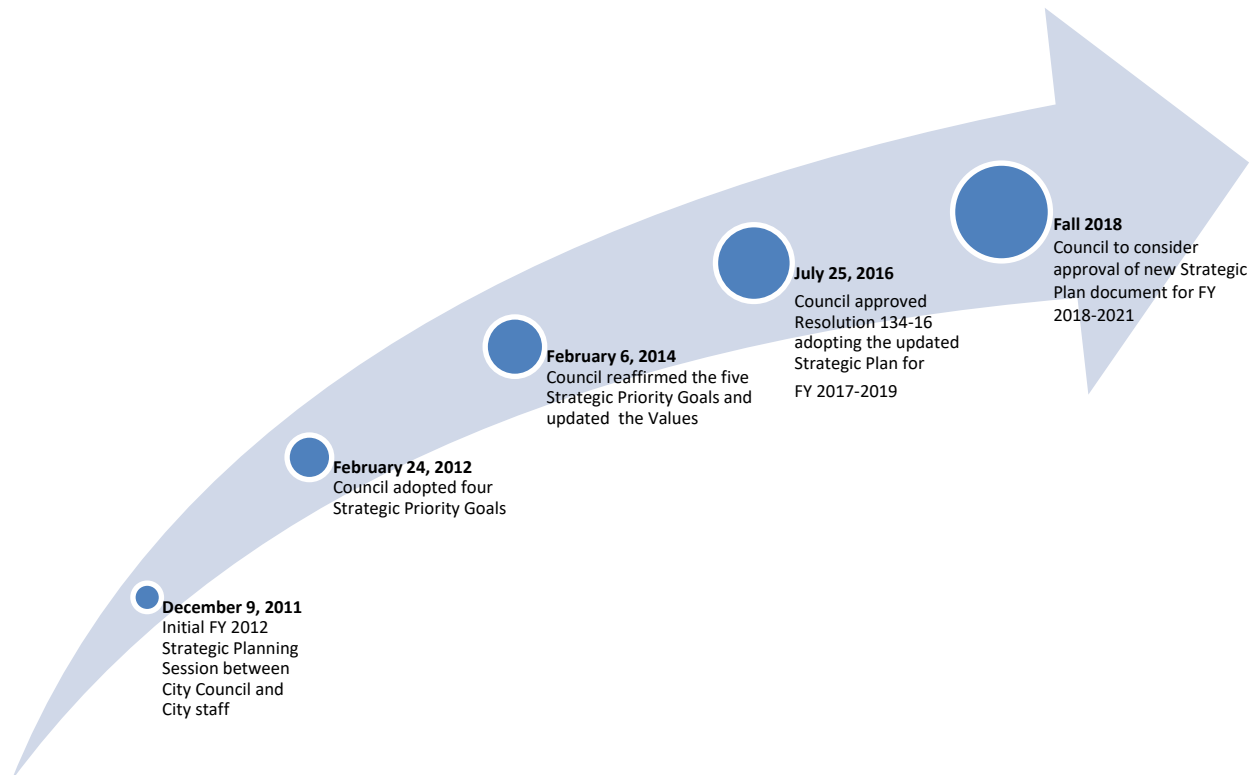 December 9, 2011
Initial FY 2012
Strategic Planning
Session between
City Council and
City staff
February 24, 2012
Council adopted four
Strategic Priority Goals
February 6, 2014
Council reaffirmed the five
Strategic Priority Goals and
updated  the Values
July 25, 2016
Council approved
Resolution 134-16
adopting the updated
Strategic Plan for
FY 2017-2019
Fall 2018
Council to consider
approval of new Strategic
Plan document for FY
2018-2021